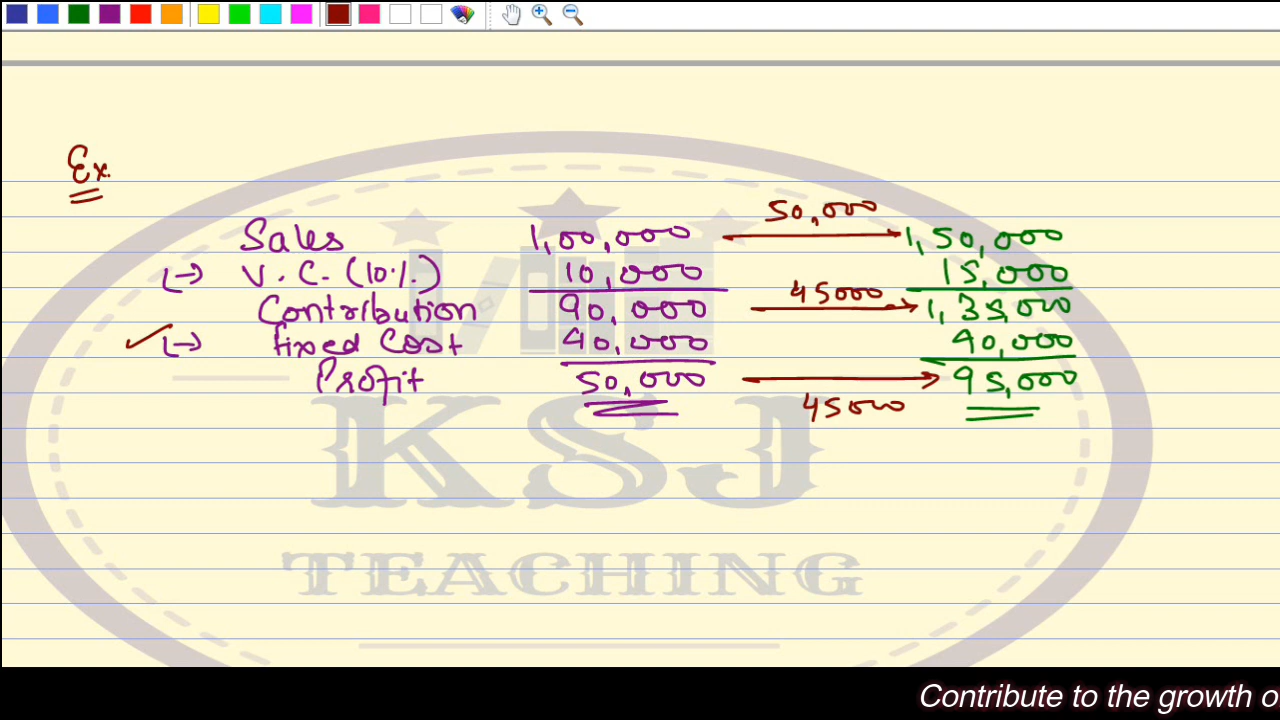 Ex.
50,000
Sales 1,00,000 1,50,000
(-) V.C. (10%) 10,000 15,000
45000
Contribution 90,000 1,35,000
(-) Fixed Cost 40,000 40,000
Profit 50,000 95,000
45000
KSJ
TEACHING
Contribute to the growth o